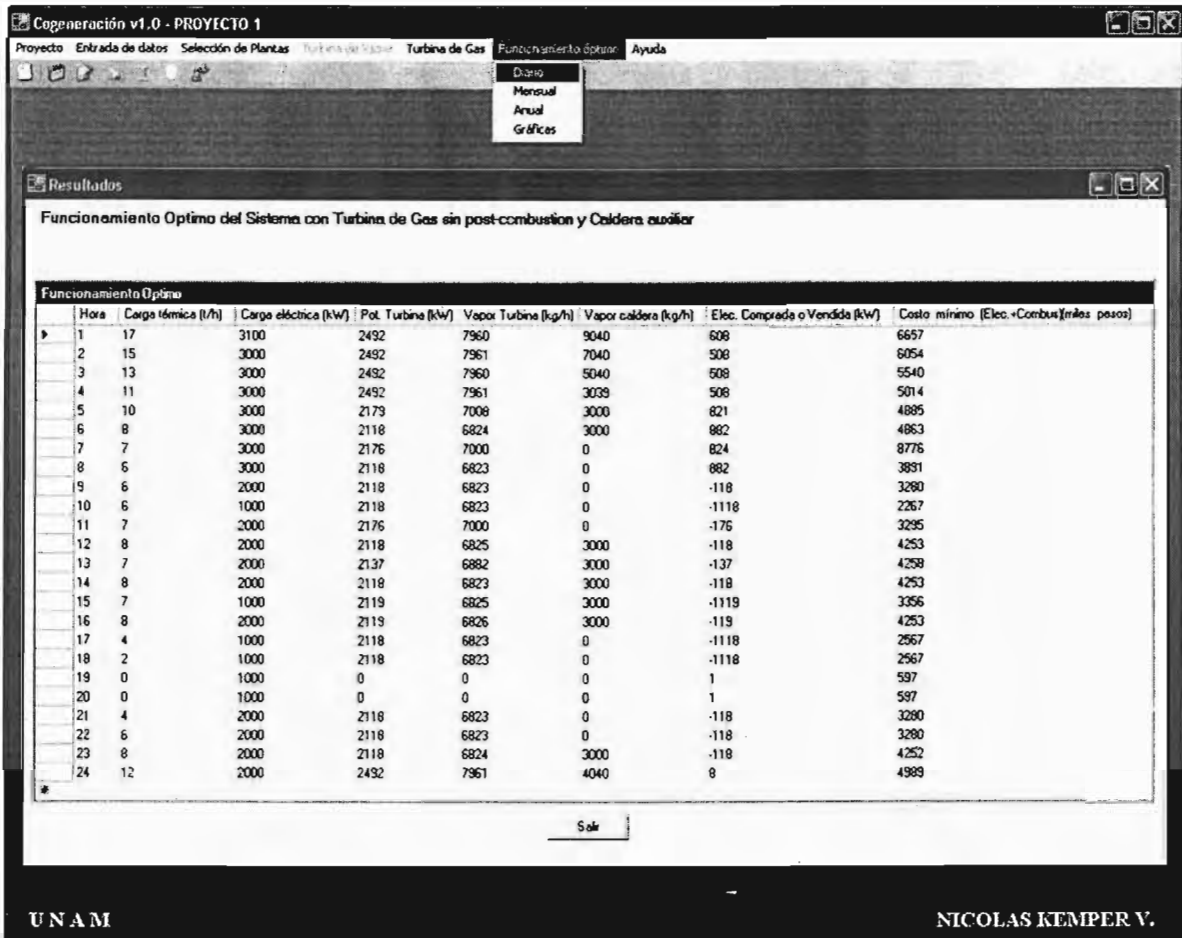 Cogeneración v1.0 - PROYECTO 1
Proyecto Entrada de datos Selección de Plantas Turbina de Vapor Turbina de Gas Funcionamiento óptimo Ayuda
Diario
Mensual
Anual
Gráficas
Resultados
Funcionamiento Optimo del Sistema con Turbina de Gas sin post-combustion y Caldera auxiliar
Funcionamiento Optimo
Hora Carga térmica (t/h) Carga eléctrica (kW) Pot. Turbina (kW) Vapor Turbina (kg/h) Vapor caldera (kg/h) Elec. Comprada o Vendida (kW) Costo mínimo (Elec.+Combus)(miles pesos)
1 17 3100 2492 7960 9040 608 6657
2 15 3000 2492 7961 7040 508 6054
3 13 3000 2492 7960 5040 508 5540
4 11 3000 2492 7961 3039 508 5014
5 10 3000 2179 7008 3000 821 4885
6 8 3000 2118 6824 3000 882 4863
7 7 3000 2176 7000 0 824 8776
8 6 3000 2118 6823 0 882 3891
9 6 2000 2118 6823 0 -118 3280
10 6 1000 2118 6823 0 -1118 2267
11 7 2000 2176 7000 0 -176 3295
12 8 2000 2118 6825 3000 -118 4253
13 7 2000 2137 6882 3000 -137 4258
14 8 2000 2118 6823 3000 -118 4253
15 7 1000 2119 6825 3000 -1119 3356
16 8 2000 2119 6826 3000 -119 4253
17 4 1000 2118 6823 0 -1118 2567
18 2 1000 2118 6823 0 -1118 2567
19 0 1000 0 0 0 1 597
20 0 1000 0 0 0 1 597
21 4 2000 2118 6823 0 -118 3280
22 6 2000 2118 6823 0 -118 3280
23 8 2000 2118 6824 3000 -118 4252
24 12 2000 2492 7961 4040 8 4989
Salir
UNAM NICOLAS KEMPER V.